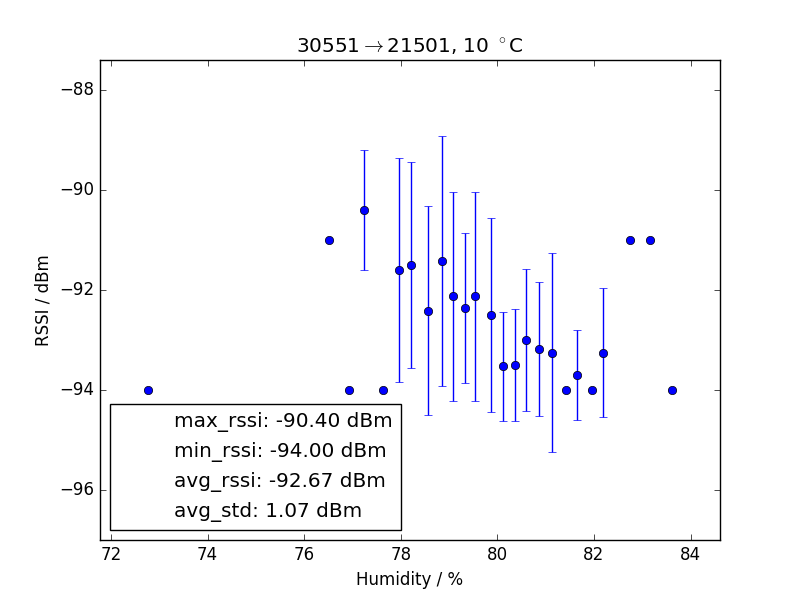 30551→21501, 10 °C
−88
−90
−92
−94
−96
RSSI / dBm
max_rssi: -90.40 dBm
min_rssi: -94.00 dBm
avg_rssi: -92.67 dBm
avg_std: 1.07 dBm
72 74 76 78 80 82 84
Humidity / %